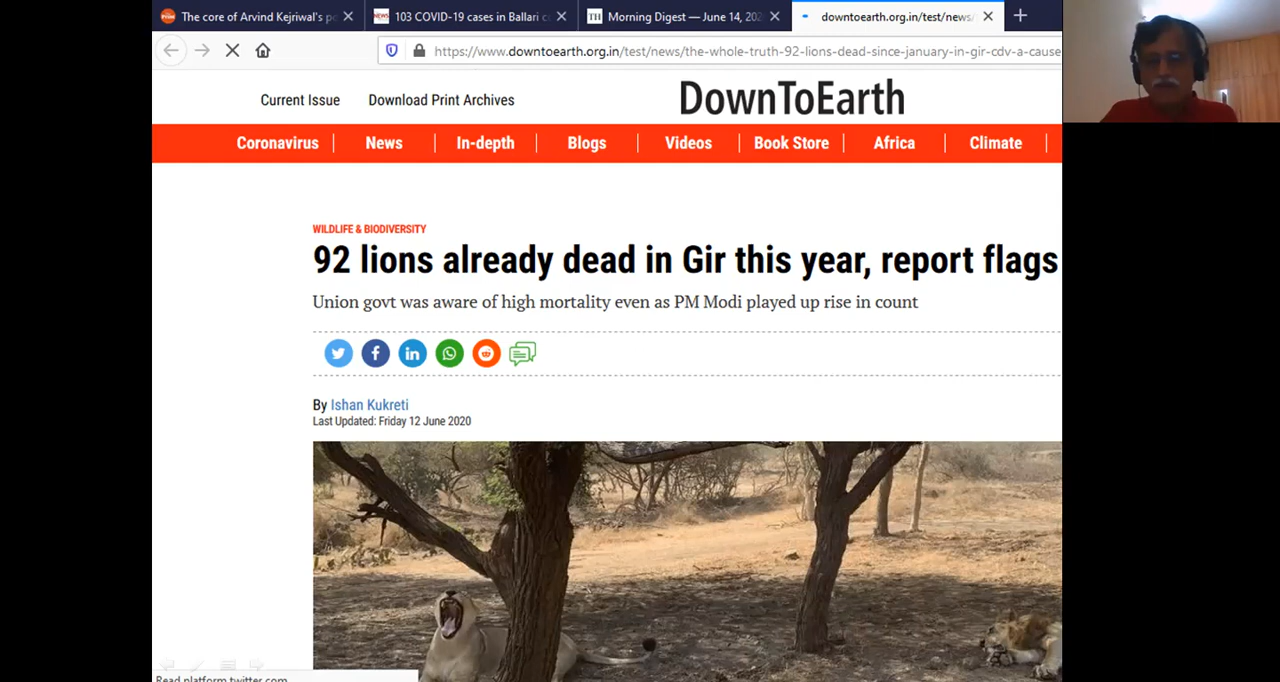 The core of Arvind Kejriwal's po
103 COVID-19 cases in Ballari c
TH Morning Digest — June 14, 202
downtoearth.org.in/test/news/
https://www.downtoearth.org.in/test/news/the-whole-truth-92-lions-dead-since-january-in-gir-cdv-a-cause
Current Issue
Download Print Archives
DownToEarth
Coronavirus
News
In-depth
Blogs
Videos
Book Store
Africa
Climate
WILDLIFE & BIODIVERSITY
92 lions already dead in Gir this year, report flags
Union govt was aware of high mortality even as PM Modi played up rise in count
By Ishan Kukreti
Last Updated: Friday 12 June 2020
Read platform.twitter.com